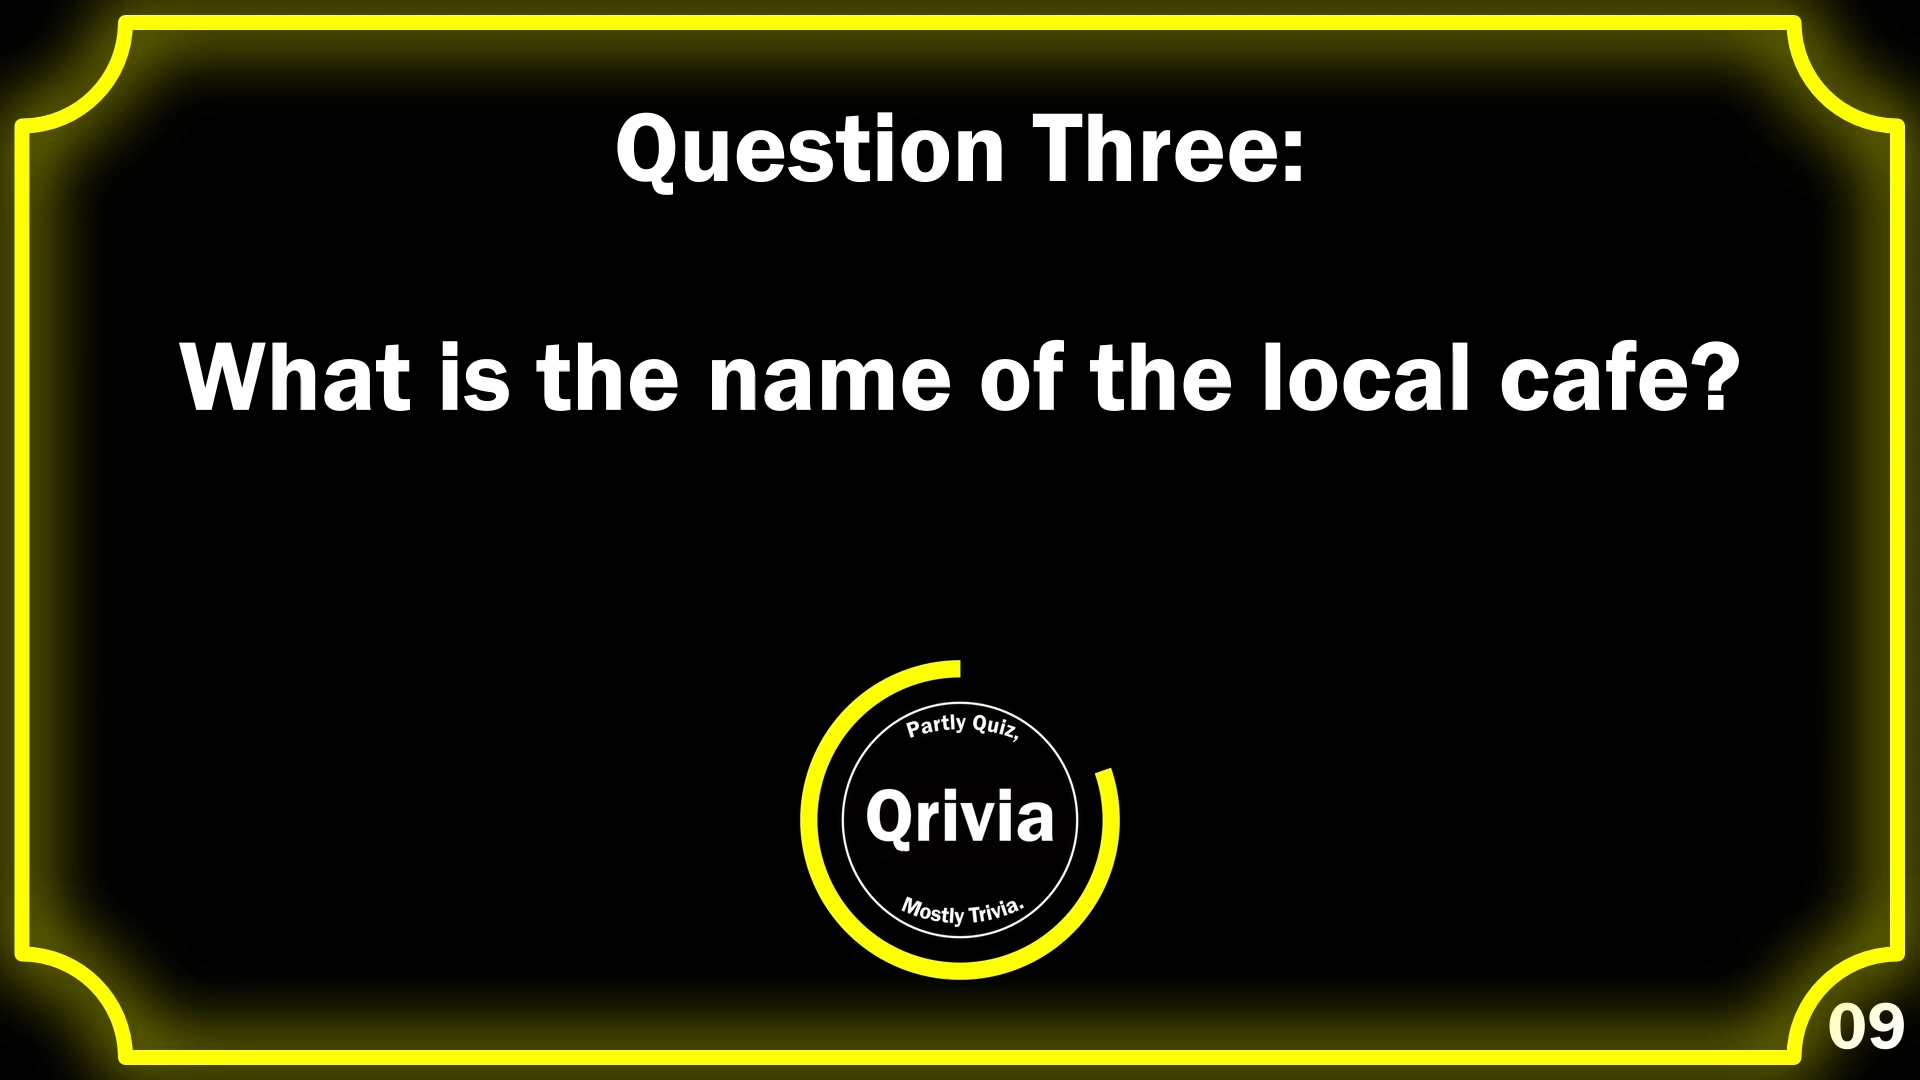 Question Three:
What is the name of the local cafe?
Partly Quiz,
Qrivia
Mostly Trivia.
09